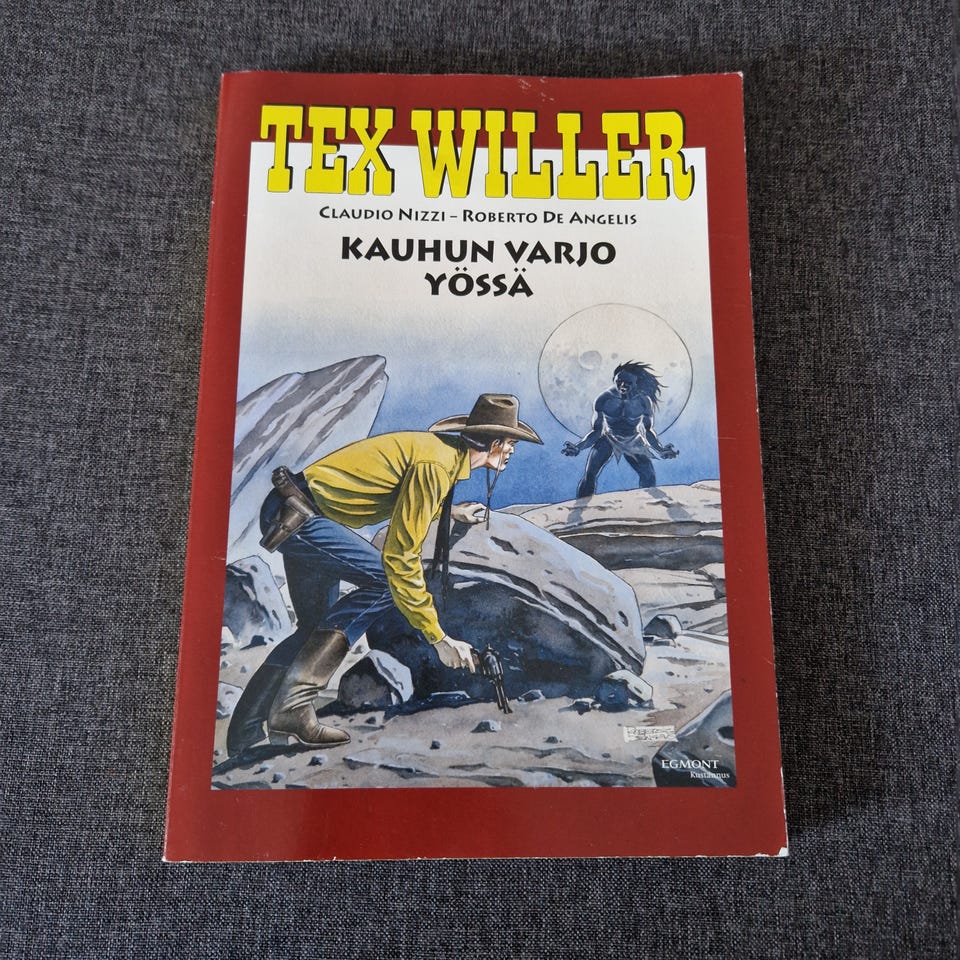 TEX WILLER
CLAUDIO NIZZI – ROBERTO DE ANGELIS
KAUHUN VARJO
YÖSSÄ
EGMONT
Kustannus